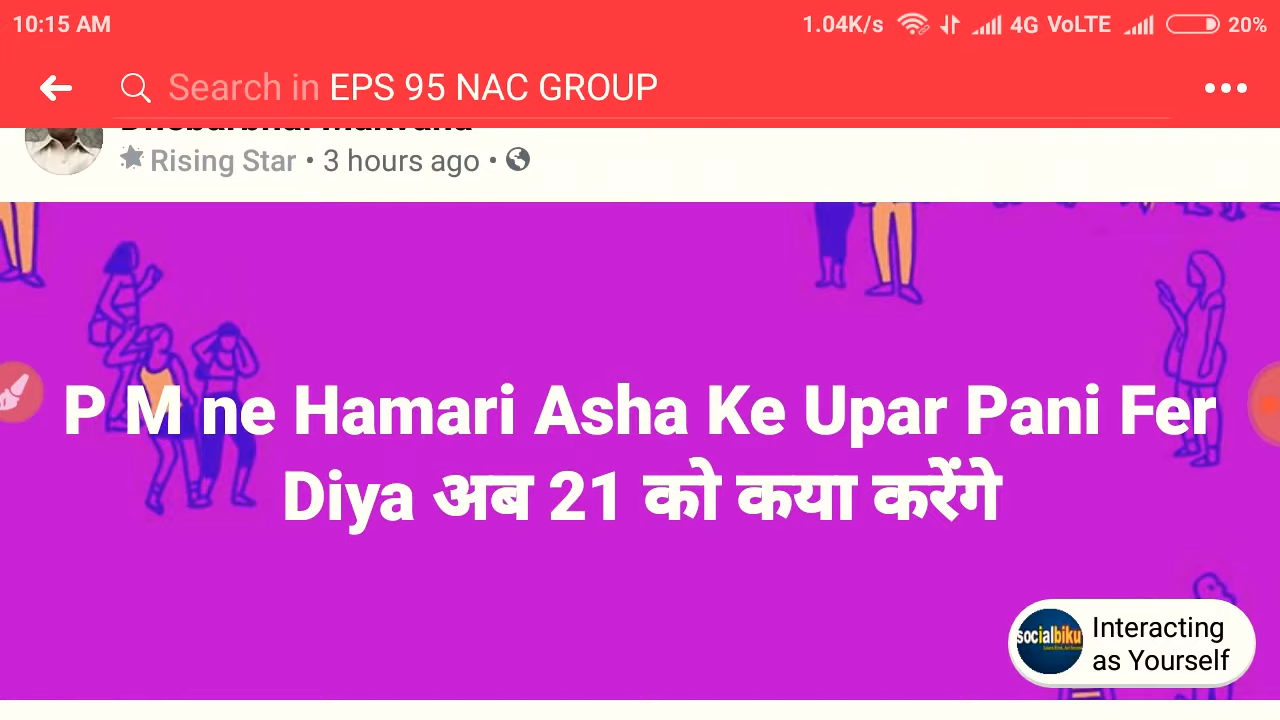 10:15 AM 1.04K/s 4G VoLTE 20%
Search in EPS 95 NAC GROUP
Rising Star • 3 hours ago •
P M ne Hamari Asha Ke Upar Pani Fer
Diya अब 21 को कया करेंगे
socialbiku
Interacting
as Yourself